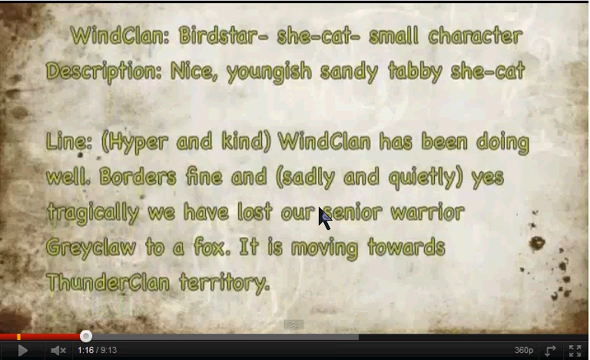 WindClan: Birdstar- she-cat- small character
Description: Nice, youngish sandy tabby she-cat
Line: (Hyper and kind) WindClan has been doing
well. Borders fine and (sadly and quietly) yes
tragically we have lost our senior warrior
Greyclaw to a fox. It is moving towards
ThunderClan territory.
1:16 / 9:13
360p